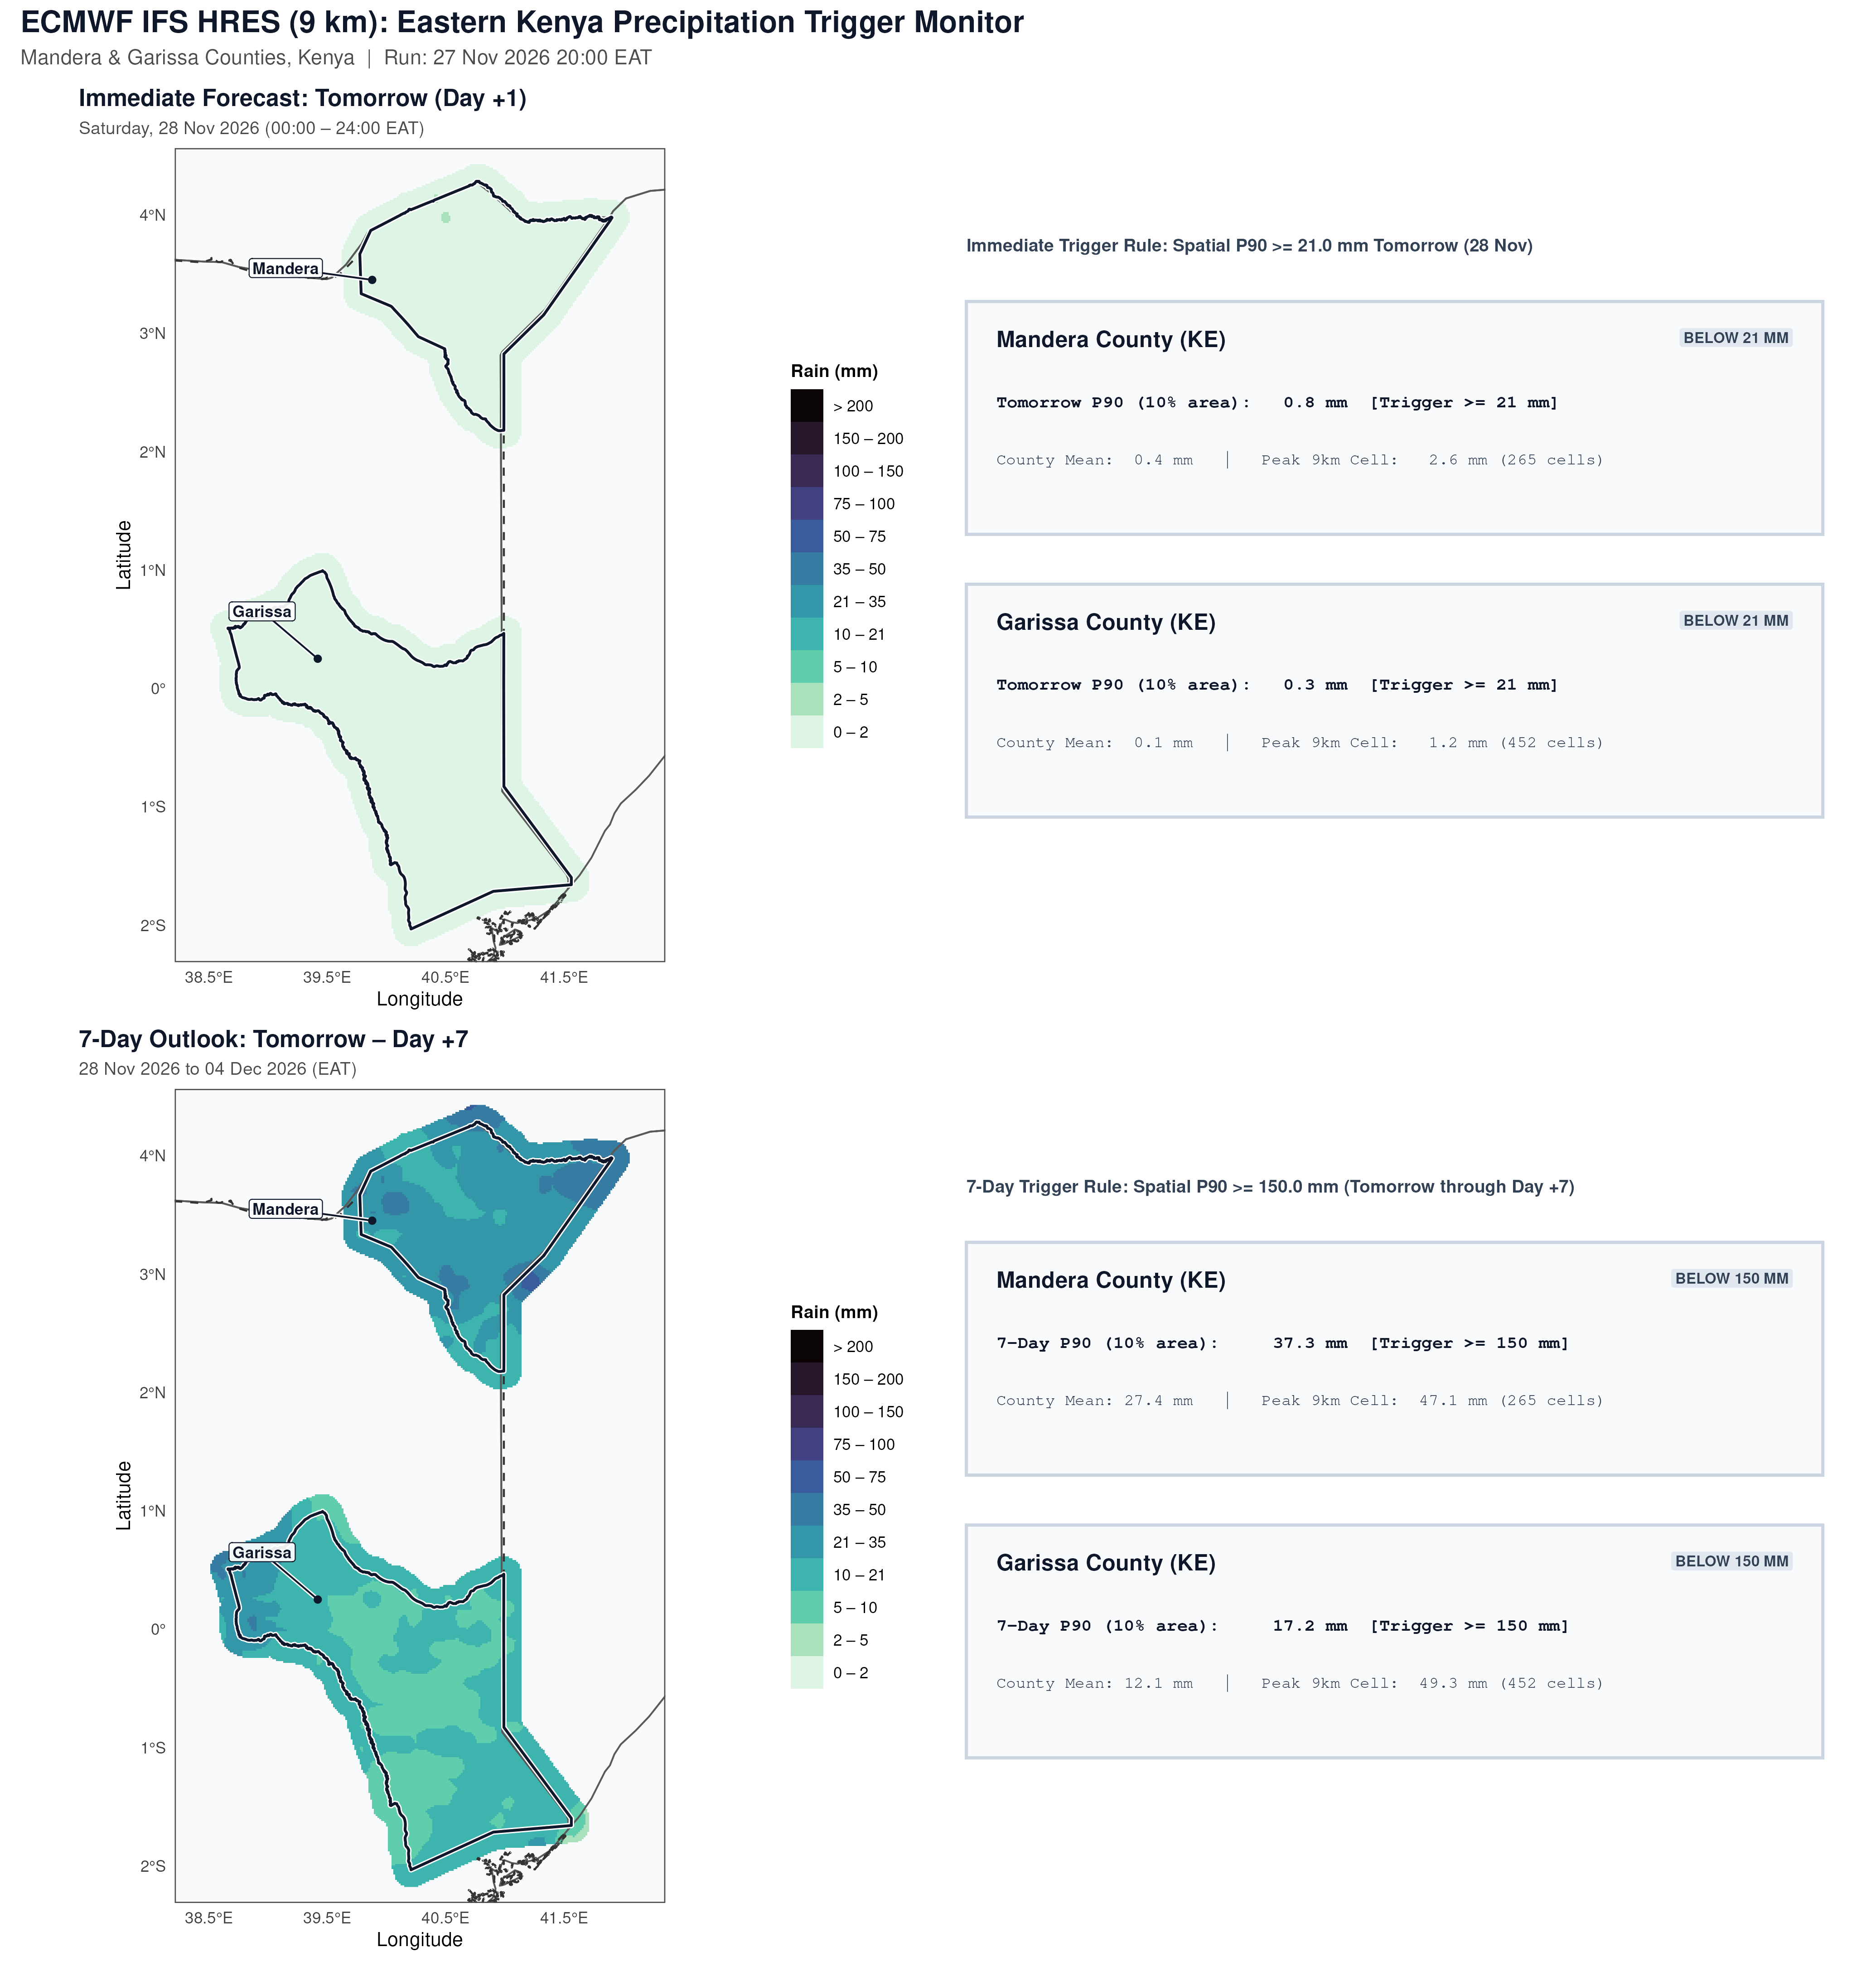 ECMWF IFS HRES (9 km): Eastern Kenya Precipitation Trigger Monitor
Mandera & Garissa Counties, Kenya | Run: 27 Nov 2026 20:00 EAT
Immediate Forecast: Tomorrow (Day +1)
Saturday, 28 Nov 2026 (00:00 – 24:00 EAT)
4°N
3°N
2°N
1°N
0°
1°S
2°S
Latitude
Mandera
Garissa
38.5°E
39.5°E
40.5°E
41.5°E
Longitude
Rain (mm)
> 200
150 – 200
100 – 150
75 – 100
50 – 75
35 – 50
21 – 35
10 – 21
5 – 10
2 – 5
0 – 2
Immediate Trigger Rule: Spatial P90 >= 21.0 mm Tomorrow (28 Nov)
Mandera County (KE)
BELOW 21 MM
Tomorrow P90 (10% area): 0.8 mm [Trigger >= 21 mm]
County Mean: 0.4 mm | Peak 9km Cell: 2.6 mm (265 cells)
Garissa County (KE)
BELOW 21 MM
Tomorrow P90 (10% area): 0.3 mm [Trigger >= 21 mm]
County Mean: 0.1 mm | Peak 9km Cell: 1.2 mm (452 cells)
7-Day Outlook: Tomorrow – Day +7
28 Nov 2026 to 04 Dec 2026 (EAT)
4°N
3°N
2°N
1°N
0°
1°S
2°S
Latitude
Mandera
Garissa
38.5°E
39.5°E
40.5°E
41.5°E
Longitude
Rain (mm)
> 200
150 – 200
100 – 150
75 – 100
50 – 75
35 – 50
21 – 35
10 – 21
5 – 10
2 – 5
0 – 2
7-Day Trigger Rule: Spatial P90 >= 150.0 mm (Tomorrow through Day +7)
Mandera County (KE)
BELOW 150 MM
7-Day P90 (10% area): 37.3 mm [Trigger >= 150 mm]
County Mean: 27.4 mm | Peak 9km Cell: 47.1 mm (265 cells)
Garissa County (KE)
BELOW 150 MM
7-Day P90 (10% area): 17.2 mm [Trigger >= 150 mm]
County Mean: 12.1 mm | Peak 9km Cell: 49.3 mm (452 cells)